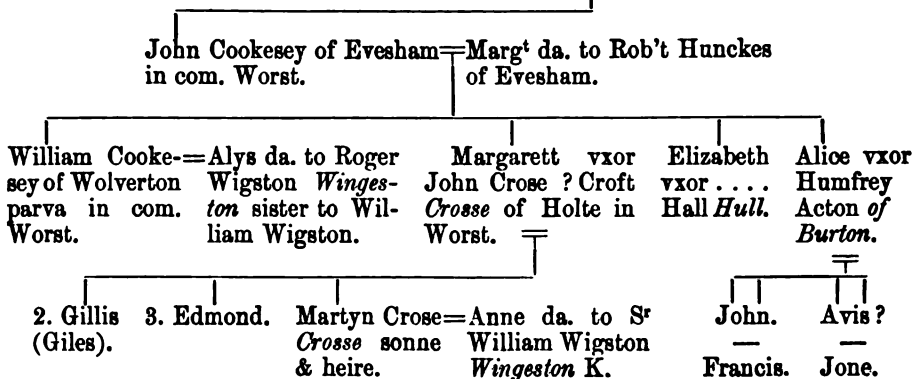 John Cookesey of Evesham=Marg^t da. to Rob't Hunckes
in com. Worst. of Evesham.
William Cooke-=Alys da. to Roger
sey of Wolverton Wigston Winges-
parva in com. ton sister to Wil-
Worst. liam Wigston.
Margarett vxor
John Crose ? Croft
Crosse of Holte in
Worst.
Elizabeth
vxor ....
Hall Hull.
Alice vxor
Humfrey
Acton of
Burton.
2. Gillis
(Giles).
3. Edmond.
Martyn Crose=Anne da. to S^r
Crosse sonne William Wigston
& heire. Wingeston K.
John.
—
Francis.
Avis ?
—
Jone.